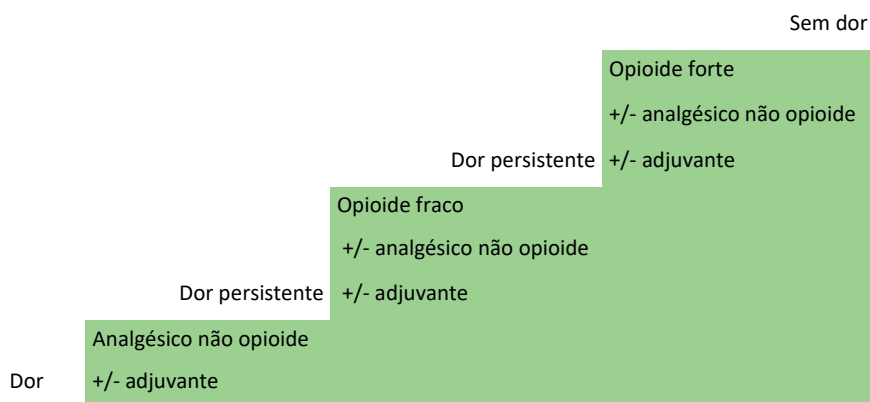 Sem dor
Opioide forte
+/- analgésico não opioide
Dor persistente +/- adjuvante
Opioide fraco
+/- analgésico não opioide
Dor persistente +/- adjuvante
Analgésico não opioide
Dor +/- adjuvante